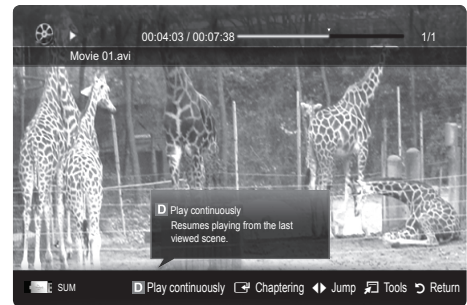 00:04:03 / 00:07:38 1/1
Movie 01.avi
D Play continuously
Resumes playing from the last
viewed scene.
SUM D Play continuously Chaptering Jump Tools Return